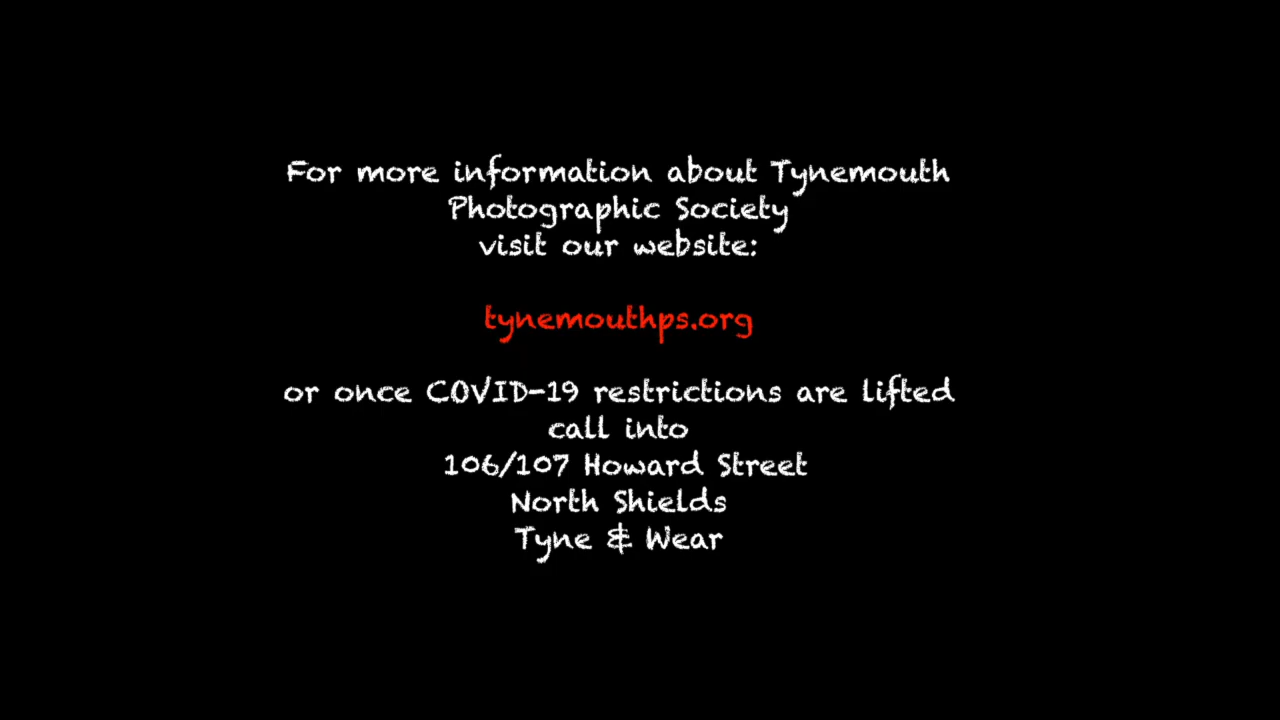 For more information about Tynemouth
Photographic Society
visit our website:
tynemouthps.org
or once COVID-19 restrictions are lifted
call into
106/107 Howard Street
North Shields
Tyne & Wear